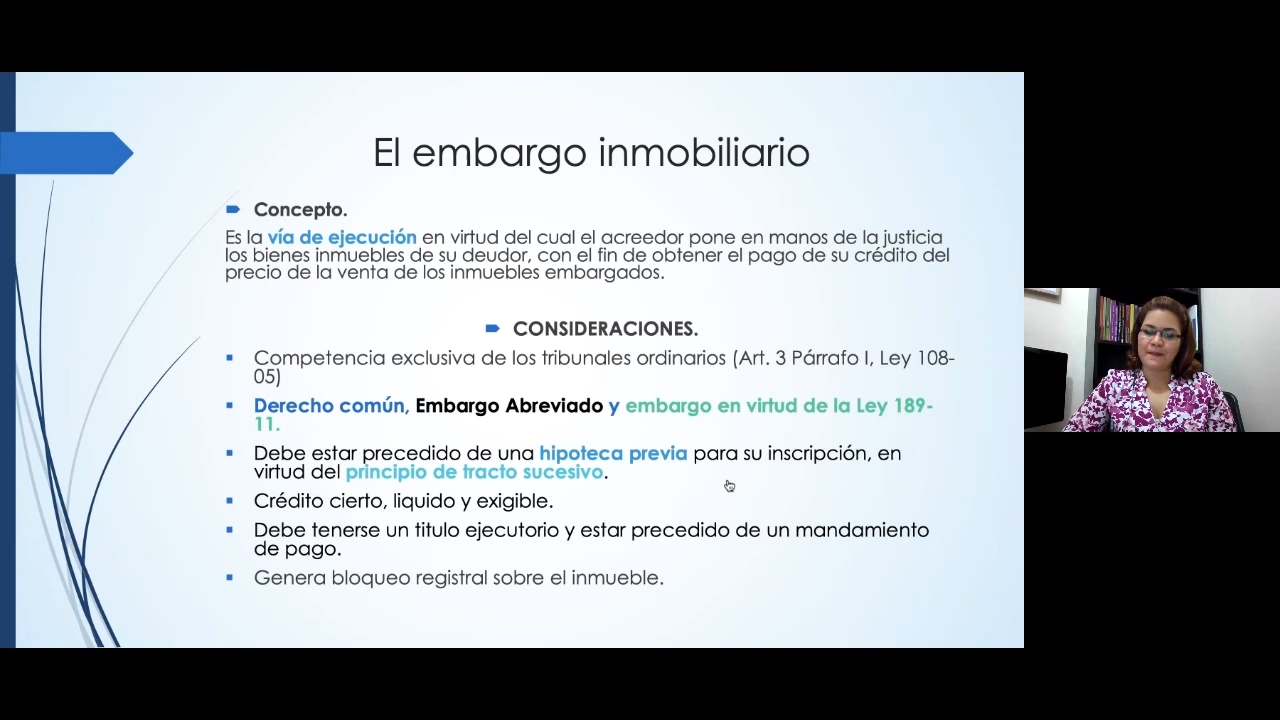 El embargo inmobiliario
Concepto.
Es la vía de ejecución en virtud del cual el acreedor pone en manos de la justicia
los bienes inmuebles de su deudor, con el fin de obtener el pago de su crédito del
precio de la venta de los inmuebles embargados.
CONSIDERACIONES.
Competencia exclusiva de los tribunales ordinarios (Art. 3 Párrafo I, Ley 108-
05)
Derecho común, Embargo Abreviado y embargo en virtud de la Ley 189-
11.
Debe estar precedido de una hipoteca previa para su inscripción, en
virtud del principio de tracto sucesivo.
Crédito cierto, liquido y exigible.
Debe tenerse un titulo ejecutorio y estar precedido de un mandamiento
de pago.
Genera bloqueo registral sobre el inmueble.